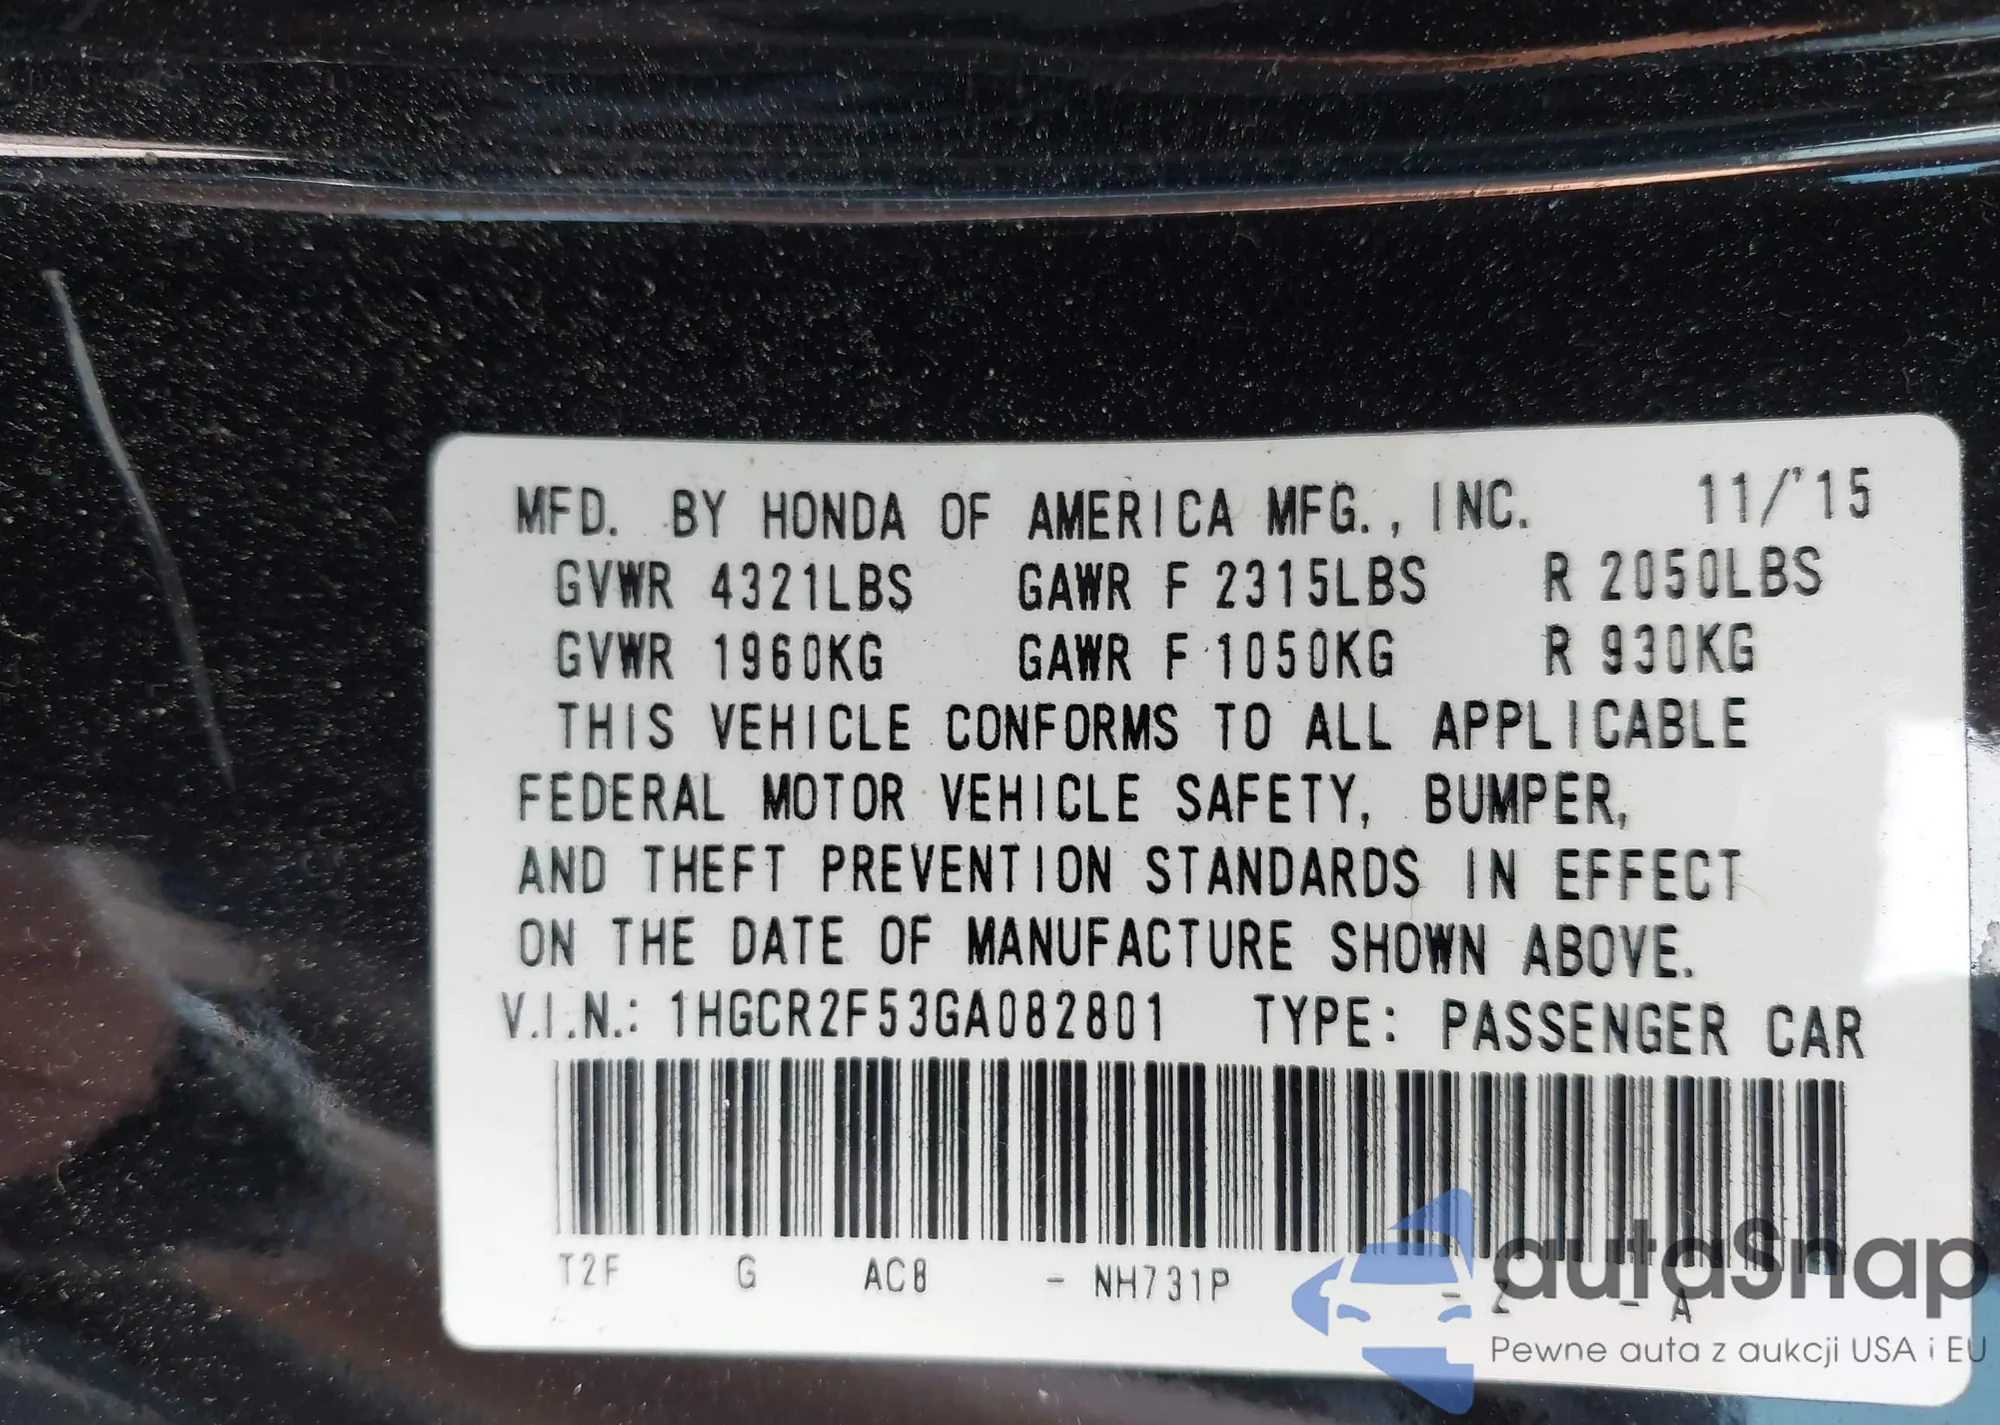 MFD. BY HONDA OF AMERICA MFG., INC. 11/'15
GVWR 4321LBS GAWR F 2315LBS R 2050LBS
GVWR 1960KG GAWR F 1050KG R 930KG
THIS VEHICLE CONFORMS TO ALL APPLICABLE
FEDERAL MOTOR VEHICLE SAFETY, BUMPER,
AND THEFT PREVENTION STANDARDS IN EFFECT
ON THE DATE OF MANUFACTURE SHOWN ABOVE.
V.I.N.: 1HGCR2F53GA082801 TYPE: PASSENGER CAR
T2F G AC8 - NH731P - Z - A
autaSnap
Pewne auta z aukcji USA i EU